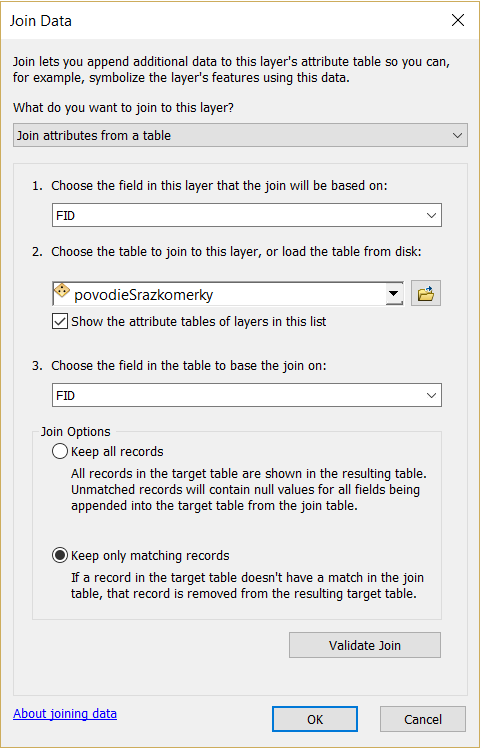 Join Data
Join lets you append additional data to this layer's attribute table so you can,
for example, symbolize the layer's features using this data.
What do you want to join to this layer?
Join attributes from a table
1. Choose the field in this layer that the join will be based on:
FID
2. Choose the table to join to this layer, or load the table from disk:
povodieSrazkomerky
Show the attribute tables of layers in this list
3. Choose the field in the table to base the join on:
FID
Join Options
Keep all records
All records in the target table are shown in the resulting table.
Unmatched records will contain null values for all fields being
appended into the target table from the join table.
Keep only matching records
If a record in the target table doesn't have a match in the join
table, that record is removed from the resulting target table.
Validate Join
About joining data
OK
Cancel